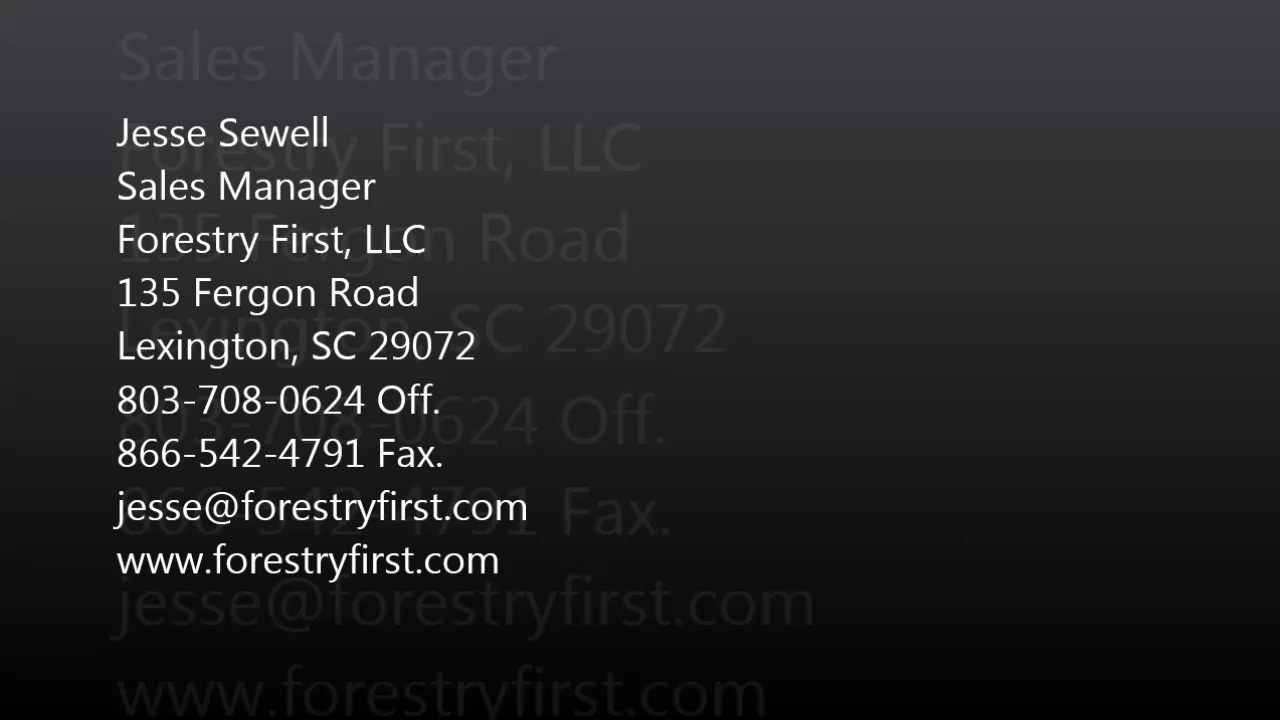 Jesse Sewell
Sales Manager
Forestry First, LLC
135 Fergon Road
Lexington, SC 29072
803-708-0624 Off.
866-542-4791 Fax.
jesse@forestryfirst.com
www.forestryfirst.com